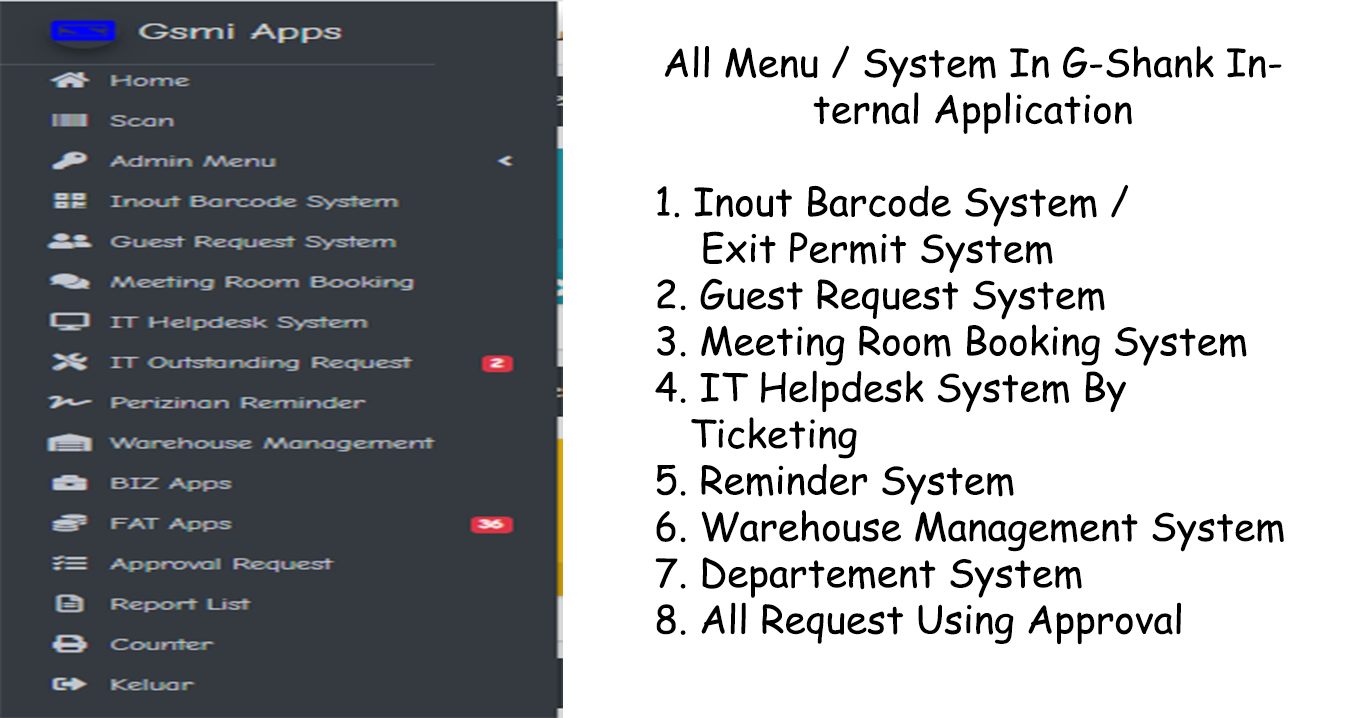 Gsmi Apps
Home
Scan
Admin Menu
Inout Barcode System
Guest Request System
Meeting Room Booking
IT Helpdesk System
IT Outstanding Request 2
Perizinan Reminder
Warehouse Management
BIZ Apps
FAT Apps 36
Approval Request
Report List
Counter
Keluar
All Menu / System In G-Shank In-
ternal Application
1. Inout Barcode System /
Exit Permit System
2. Guest Request System
3. Meeting Room Booking System
4. IT Helpdesk System By
Ticketing
5. Reminder System
6. Warehouse Management System
7. Departement System
8. All Request Using Approval